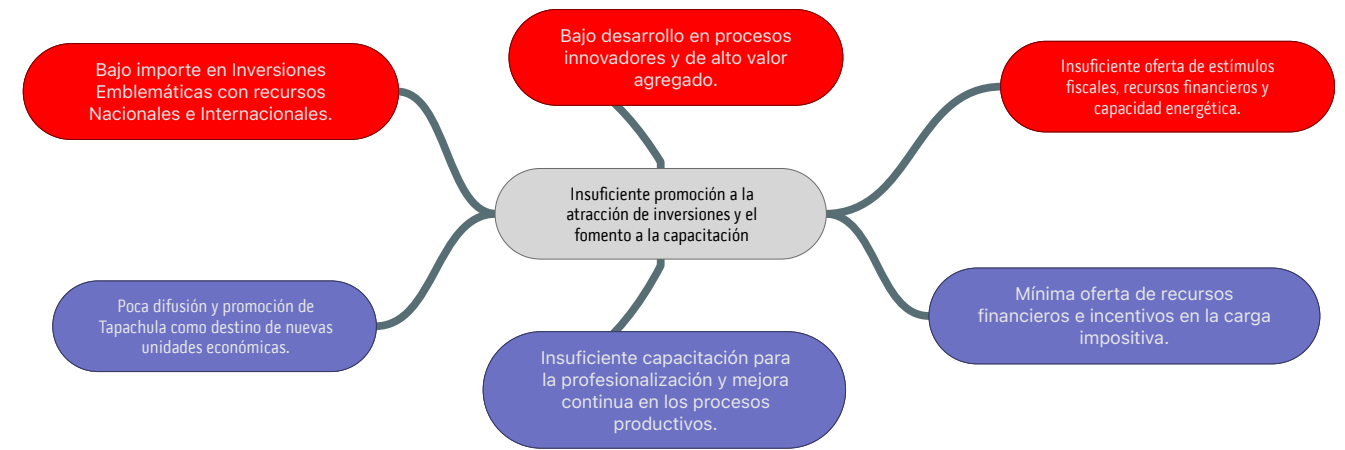 Bajo importe en Inversiones
Emblemáticas con recursos
Nacionales e Internacionales.
Bajo desarrollo en procesos
innovadores y de alto valor
agregado.
Insuficiente oferta de estímulos
fiscales, recursos financieros y
capacidad energética.
Insuficiente promoción a la
atracción de inversiones y el
fomento a la capacitación
Poca difusión y promoción de
Tapachula como destino de nuevas
unidades económicas.
Insuficiente capacitación para
la profesionalización y mejora
continua en los procesos
productivos.
Mínima oferta de recursos
financieros e incentivos en la carga
impositiva.